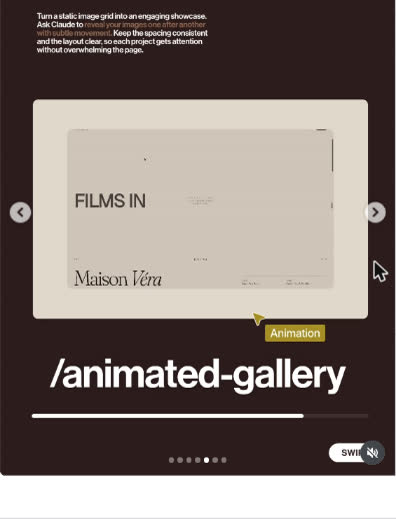 Turn a static image grid into an engaging showcase.
Ask Claude to reveal your images one after another
with subtle movement. Keep the spacing consistent
and the layout clear, so each project gets attention
without overwhelming the page.
FILMS IN
Maison Véra
Animation
/animated-gallery